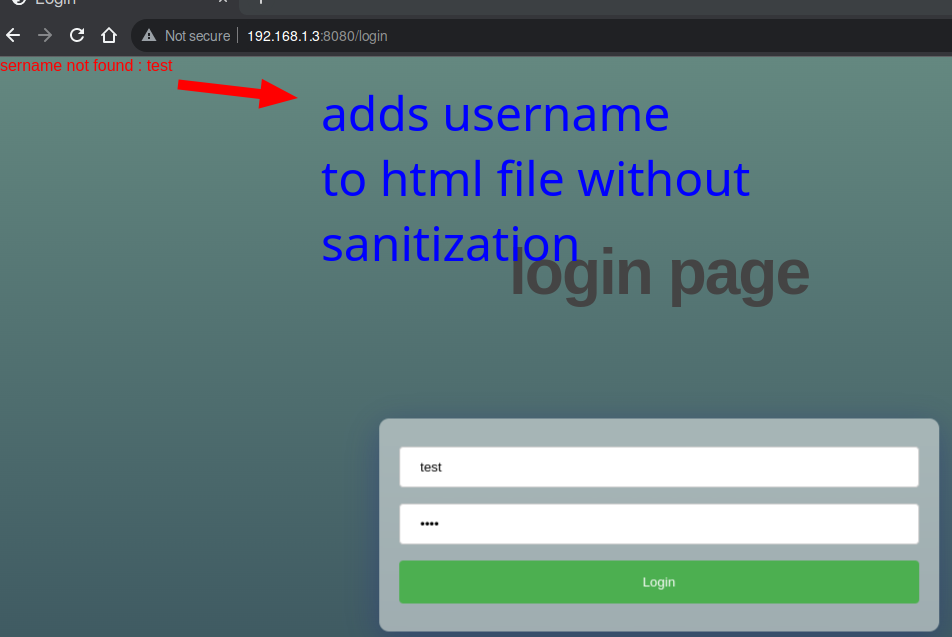 Login
Not secure | 192.168.1.3:8080/login
sername not found : test
adds username
to html file without
sanitization
login page
test
••••
Login